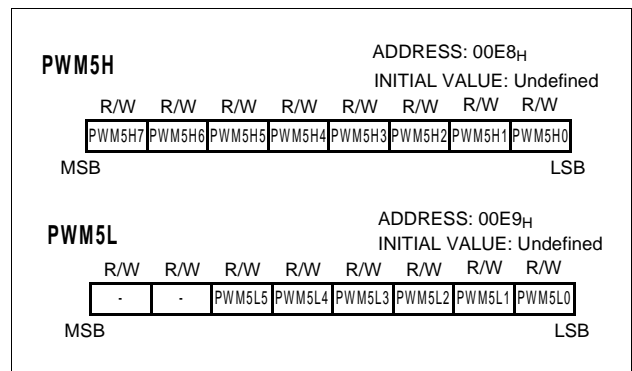 PWM5H
ADDRESS: 00E8H
INITIAL VALUE: Undefined
R/W R/W R/W R/W R/W R/W R/W R/W
PWM5H7 PWM5H6 PWM5H5 PWM5H4 PWM5H3 PWM5H2 PWM5H1 PWM5H0
MSB LSB
PWM5L
ADDRESS: 00E9H
INITIAL VALUE: Undefined
R/W R/W R/W R/W R/W R/W R/W R/W
- - PWM5L5 PWM5L4 PWM5L3 PWM5L2 PWM5L1 PWM5L0
MSB LSB